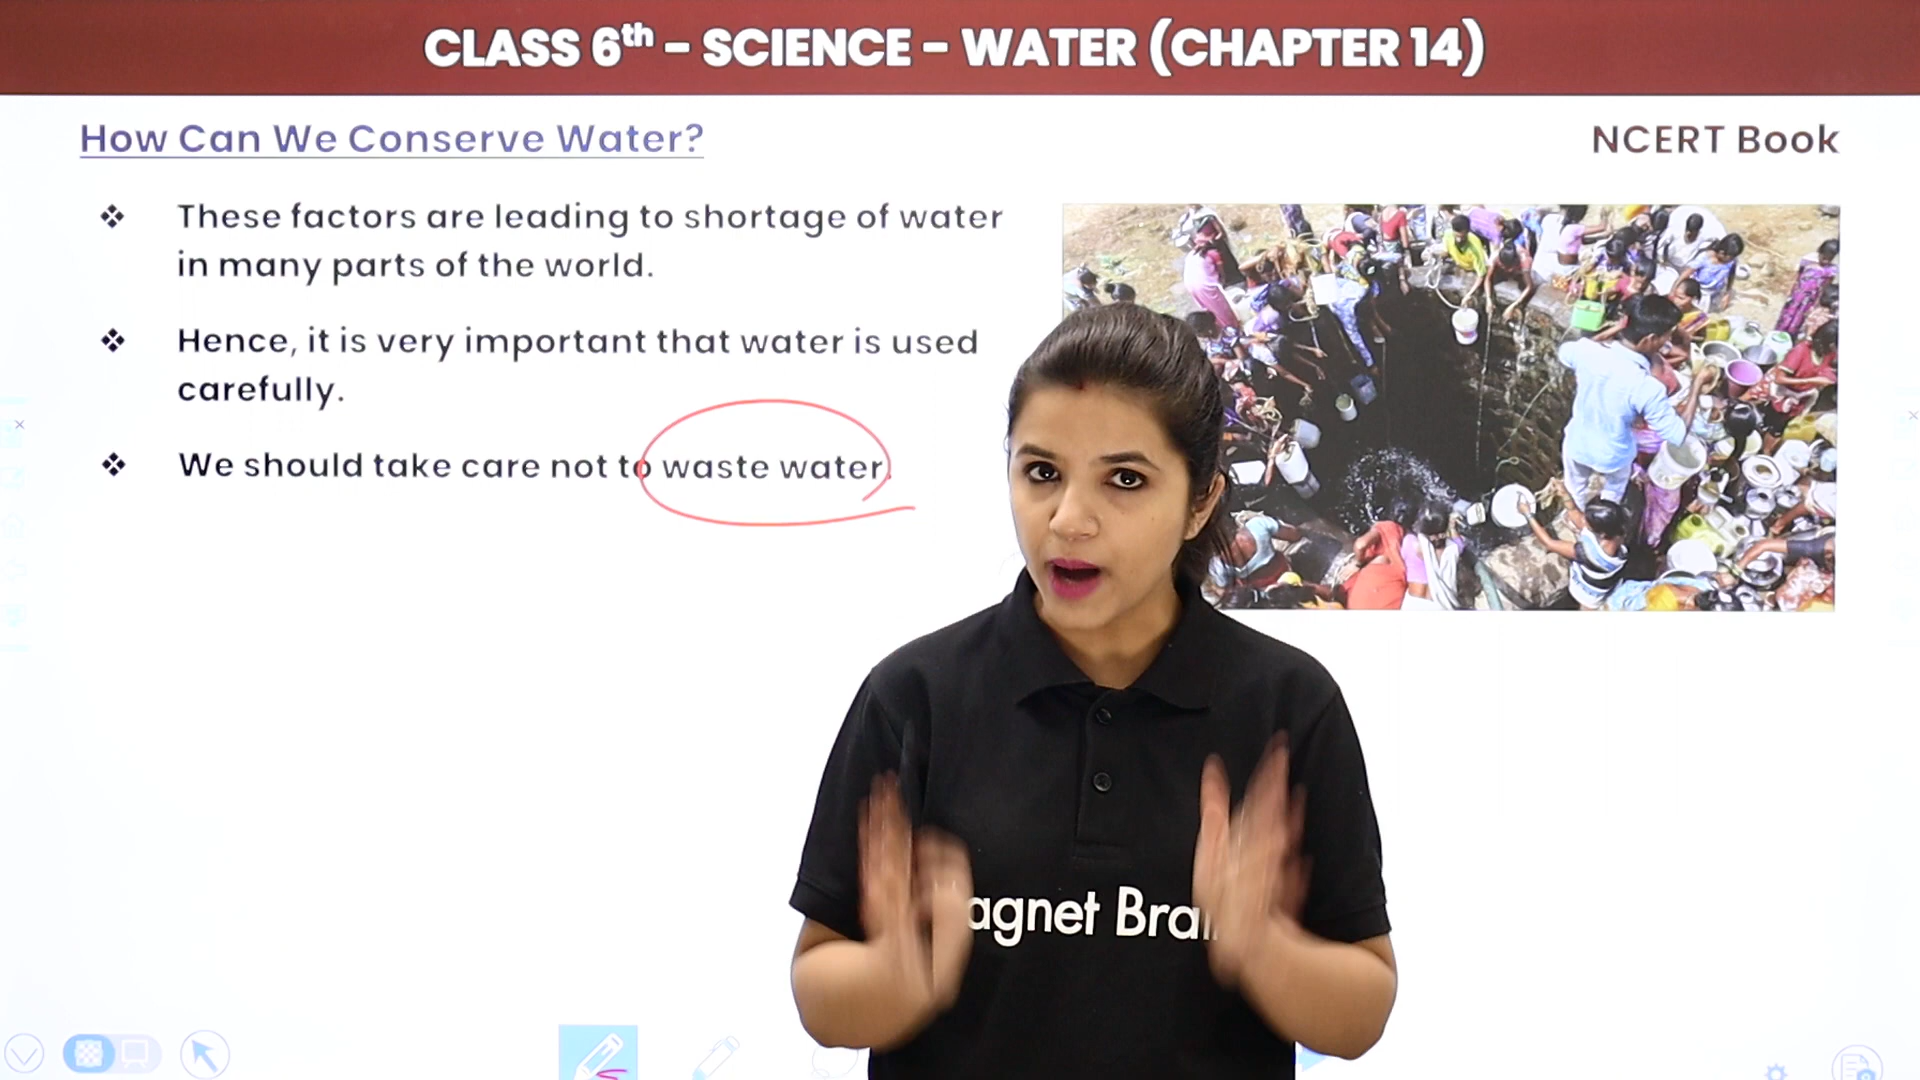 CLASS 6th – SCIENCE – WATER (CHAPTER 14)
How Can We Conserve Water?
NCERT Book
❖ These factors are leading to shortage of water
in many parts of the world.
❖ Hence, it is very important that water is used
carefully.
❖ We should take care not to waste water.
agnet Brai